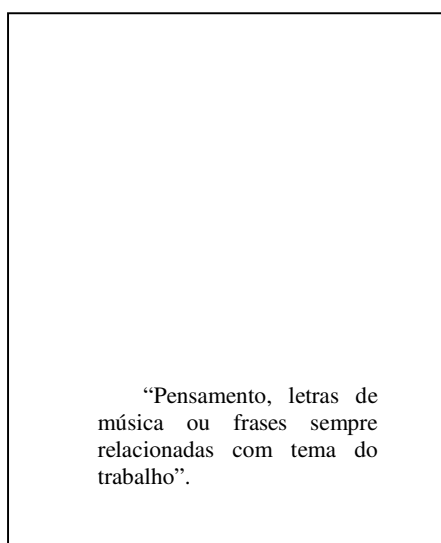 “Pensamento, letras de
música ou frases sempre
relacionadas com tema do
trabalho”.